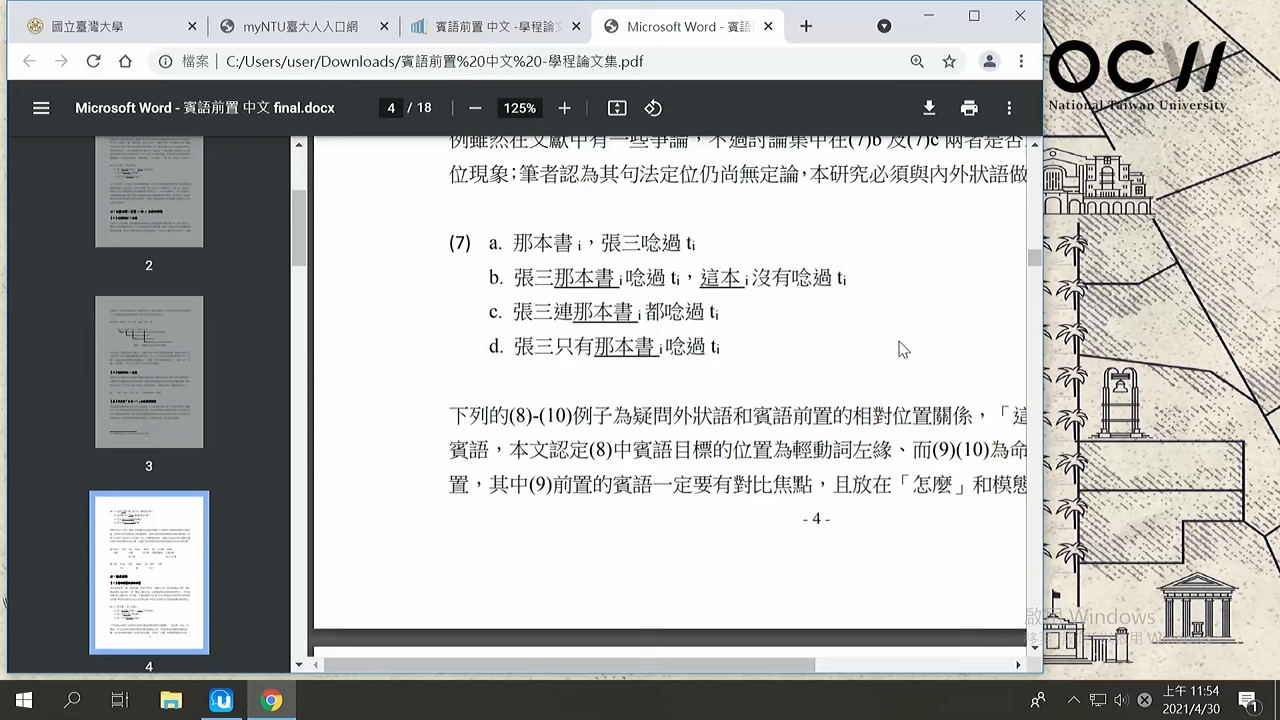 國立臺灣大學
myNTU臺大人入口網
賓語前置 中文 -學程論文
Microsoft Word - 賓語
檔案 C:/Users/user/Downloads/賓語前置%20中文%20-學程論文集.pdf
Microsoft Word - 賓語前置 中文 final.docx
4 / 18
125%
OCW
National Taiwan University
位現象；筆者認為其句法定位仍尚無定論，本研究必須與內外狀語做
(7) a. 那本書 i，張三唸過 ti
b. 張三那本書 i 唸過 ti，這本 i 沒有唸過 ti
c. 張三連那本書 i 都唸過 ti
d. 張三只有那本書 i 唸過 ti
下列的(8)-(10)例子為疑問外狀語和賓語前置的相對位置關係，「這
賓語，本文認定(8)中賓語目標的位置為輕動詞左緣、而(9)(10)為命
置，其中(9)前置的賓語一定要有對比焦點，且放在「怎麼」和模態
- 4
2
3
4
啟用 Windows
上午 11:54
2021/4/30
1